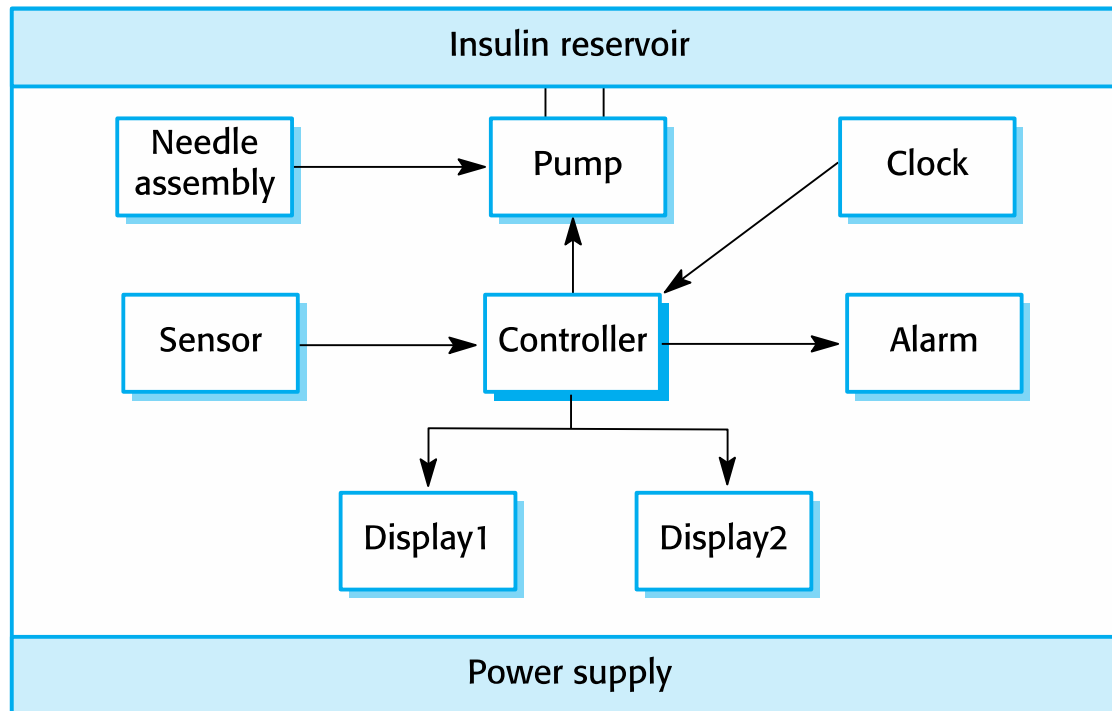 Insulin reservoir
Needle
assembly
Pump
Clock
Sensor
Controller
Alarm
Display1
Display2
Power supply